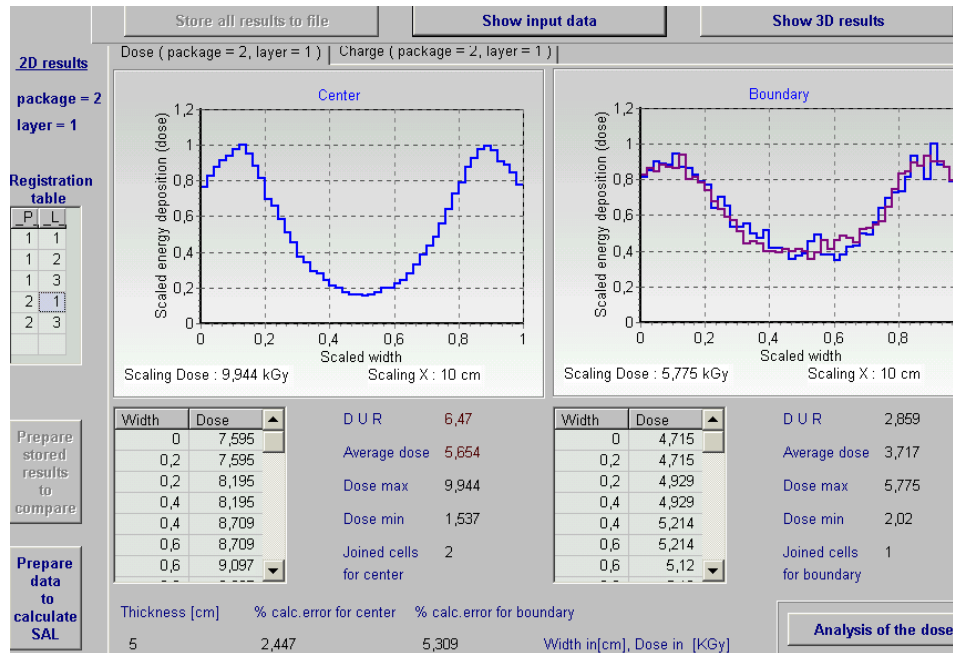 Store all results to file
Show input data
Show 3D results
Dose ( package = 2, layer = 1 )
Charge ( package = 2, layer = 1 )
2D results
package = 2
layer = 1
Registration
table
P L
1 1
1 2
1 3
2 1
2 3
Prepare
stored
results
to
compare
Prepare
data
to
calculate
SAL
Center
Scaled energy deposition (dose)
1,2
1
0,8
0,6
0,4
0,2
0
0 0,2 0,4 0,6 0,8 1
Scaled width
Scaling Dose : 9,944 kGy
Scaling X : 10 cm
Boundary
Scaled energy deposition (dose)
1,2
1
0,8
0,6
0,4
0,2
0
0 0,2 0,4 0,6 0,8
Scaled width
Scaling Dose : 5,775 kGy
Scaling X : 10 cm
Width Dose
0 7,595
0,2 7,595
0,2 8,195
0,4 8,195
0,4 8,709
0,6 8,709
0,6 9,097
D U R 6,47
Average dose 5,654
Dose max 9,944
Dose min 1,537
Joined cells 2
for center
Width Dose
0 4,715
0,2 4,715
0,2 4,929
0,4 4,929
0,4 5,214
0,6 5,214
0,6 5,12
D U R 2,859
Average dose 3,717
Dose max 5,775
Dose min 2,02
Joined cells 1
for boundary
Thickness [cm] % calc.error for center % calc.error for boundary
5 2,447 5,309 Width in[cm], Dose in [KGy]
Analysis of the dose